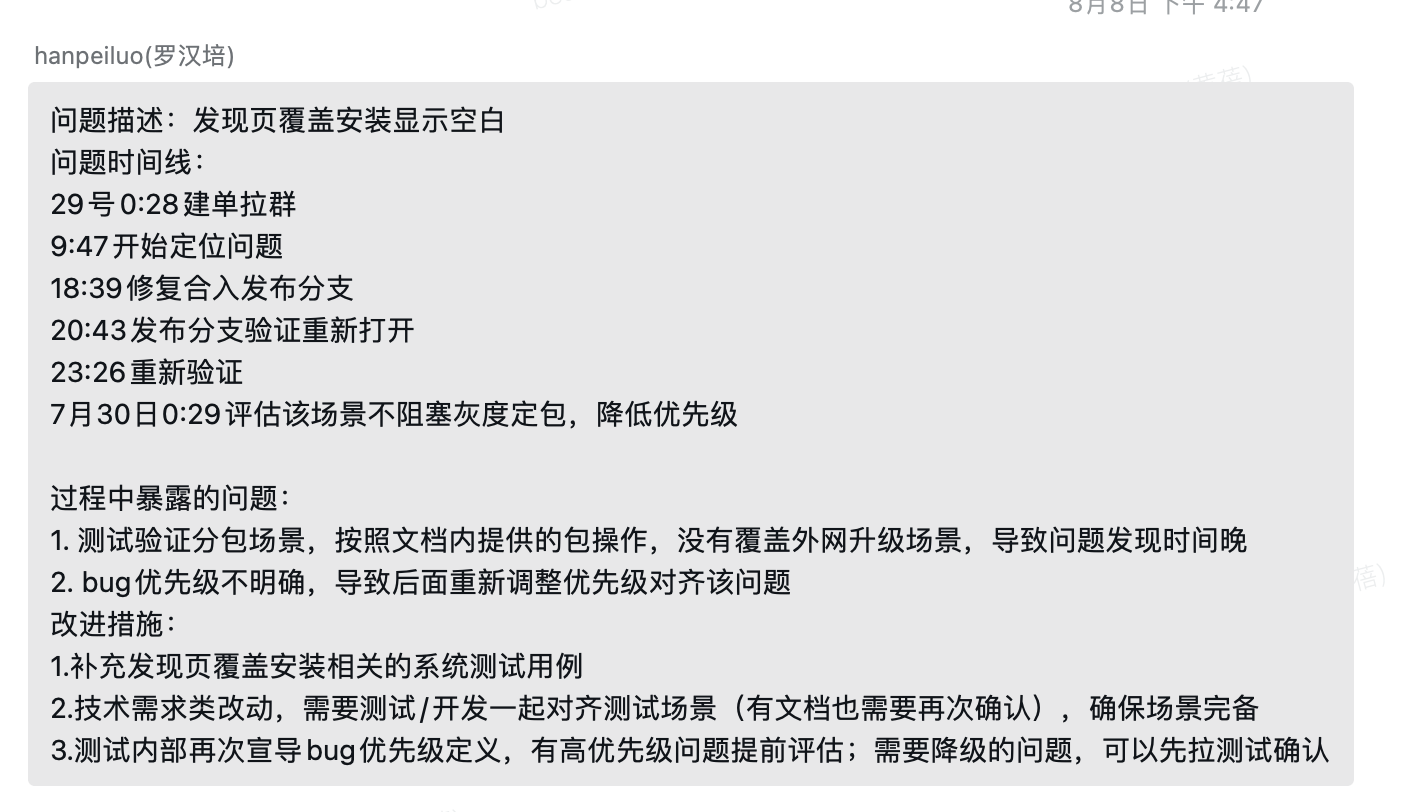 8月8日 下午 4:47
hanpeiluo(罗汉培)
问题描述：发现页覆盖安装显示空白
问题时间线：
29号0:28建单拉群
9:47开始定位问题
18:39修复合入发布分支
20:43发布分支验证重新打开
23:26重新验证
7月30日0:29评估该场景不阻塞灰度定包，降低优先级
过程中暴露的问题：
1. 测试验证分包场景，按照文档内提供的包操作，没有覆盖外网升级场景，导致问题发现时间晚
2. bug优先级不明确，导致后面重新调整优先级对齐该问题
改进措施：
1.补充发现页覆盖安装相关的系统测试用例
2.技术需求类改动，需要测试/开发一起对齐测试场景（有文档也需要再次确认），确保场景完备
3.测试内部再次宣导bug优先级定义，有高优先级问题提前评估；需要降级的问题，可以先拉测试确认